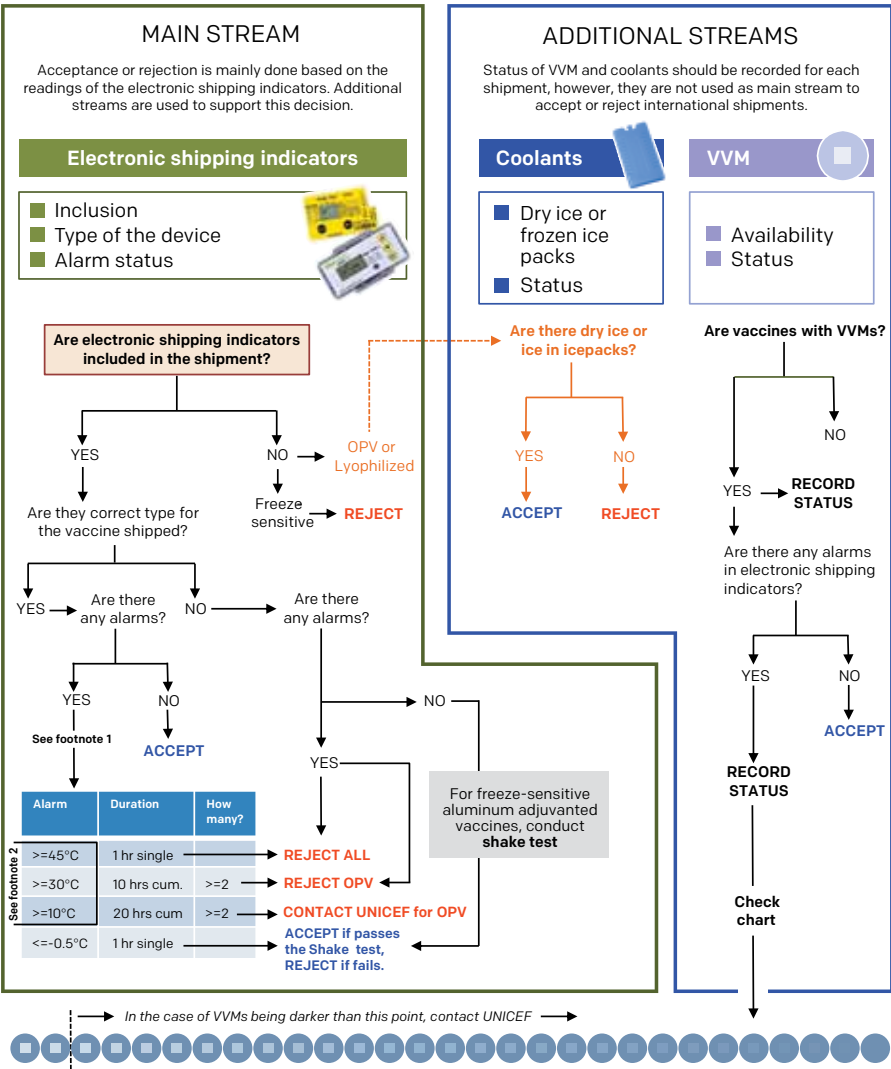 MAIN STREAM
Acceptance or rejection is mainly done based on the
readings of the electronic shipping indicators. Additional
streams are used to support this decision.
Electronic shipping indicators
Inclusion
Type of the device
Alarm status
Are electronic shipping indicators
included in the shipment?
YES
NO
OPV or
Lyophilized
Freeze
sensitive
REJECT
Are they correct type for
the vaccine shipped?
YES
Are there
any alarms?
NO
Are there
any alarms?
YES
NO
See footnote 1
ACCEPT
NO
YES
For freeze-sensitive
aluminum adjuvanted
vaccines, conduct
shake test
Alarm
Duration
How
many?
See footnote 2
>=45°C
1 hr single
REJECT ALL
>=30°C
10 hrs cum.
>=2
REJECT OPV
>=10°C
20 hrs cum
>=2
CONTACT UNICEF for OPV
<=-0.5°C
1 hr single
ACCEPT if passes
the Shake test,
REJECT if fails.
ADDITIONAL STREAMS
Status of VVM and coolants should be recorded for each
shipment, however, they are not used as main stream to
accept or reject international shipments.
Coolants
Dry ice or
frozen ice
packs
Status
Are there dry ice or
ice in icepacks?
YES
NO
ACCEPT
REJECT
VVM
Availability
Status
Are vaccines with VVMs?
NO
YES
RECORD
STATUS
Are there any alarms
in electronic shipping
indicators?
YES
NO
ACCEPT
RECORD
STATUS
Check
chart
In the case of VVMs being darker than this point, contact UNICEF